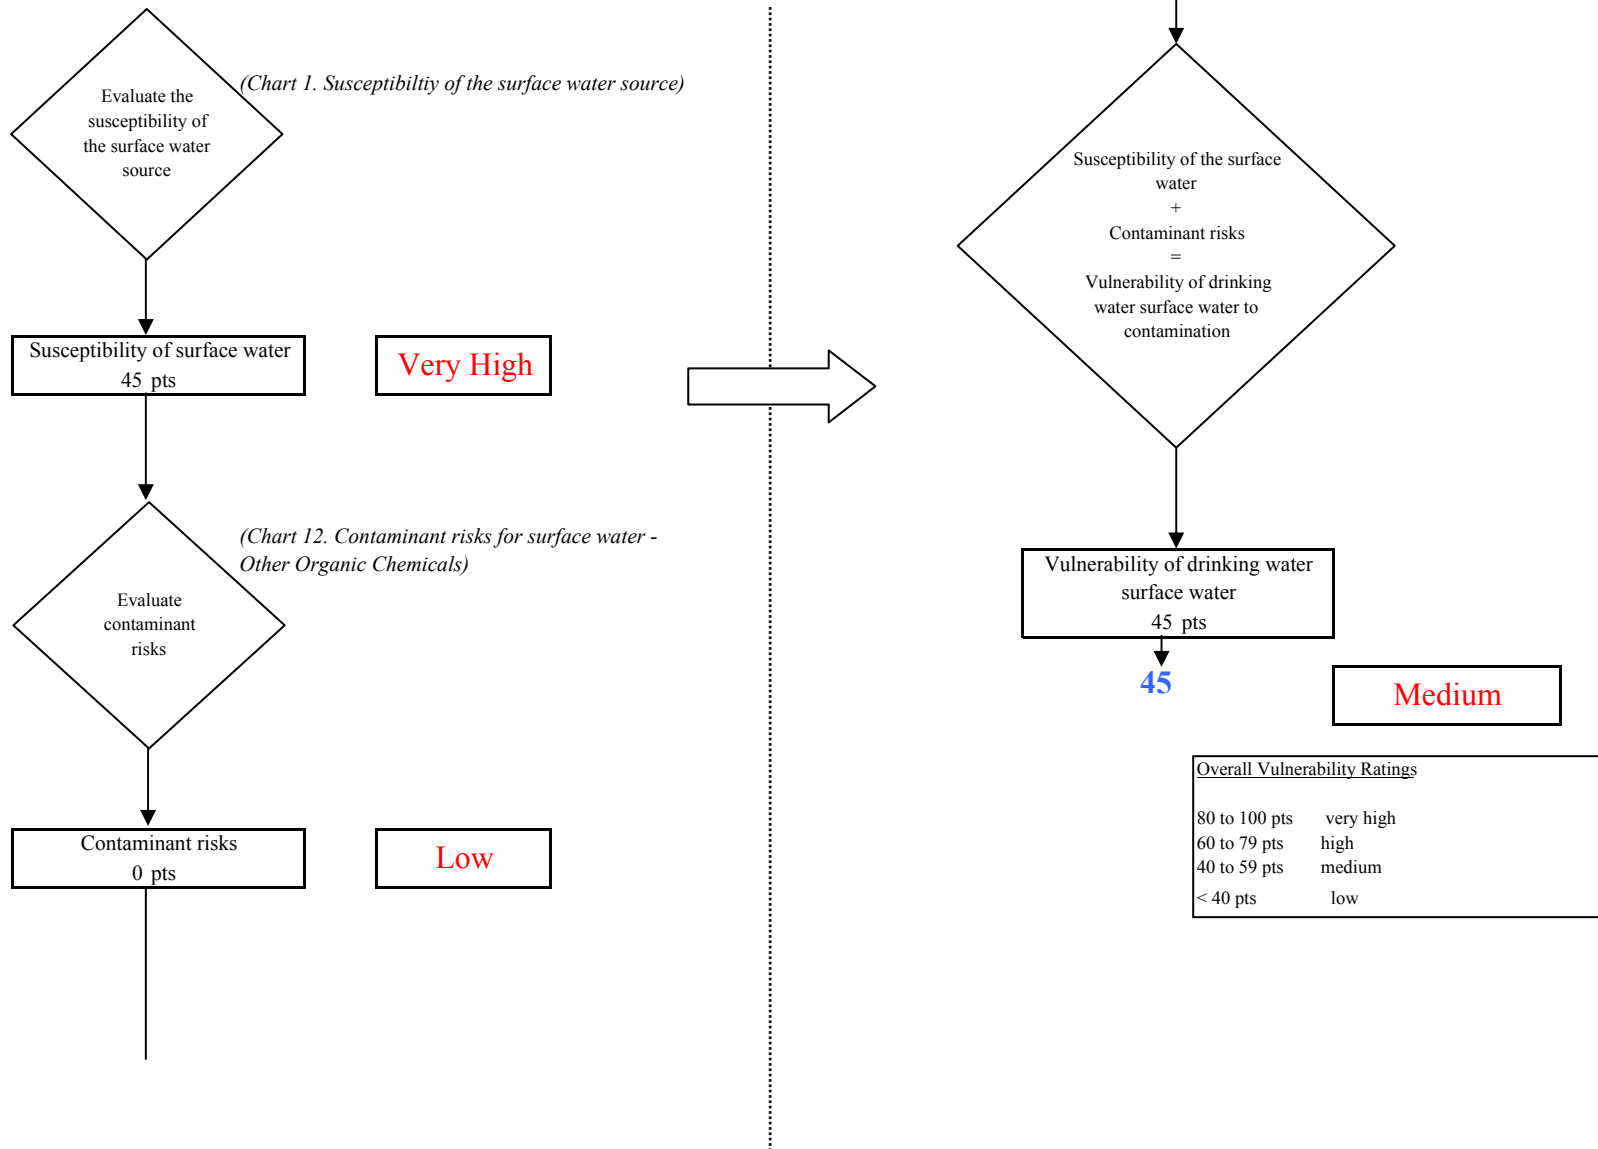 (Chart 1. Susceptibiltiy of the surface water source)
Evaluate the
susceptibility of
the surface water
source
Susceptibility of surface water
45 pts
Very High
(Chart 12. Contaminant risks for surface water -
Other Organic Chemicals)
Evaluate
contaminant
risks
Contaminant risks
0 pts
Low
Susceptibility of the surface
water
+
Contaminant risks
=
Vulnerability of drinking
water surface water to
contamination
Vulnerability of drinking water
surface water
45 pts
45
Medium
Overall Vulnerability Ratings
80 to 100 pts very high
60 to 79 pts high
40 to 59 pts medium
< 40 pts low